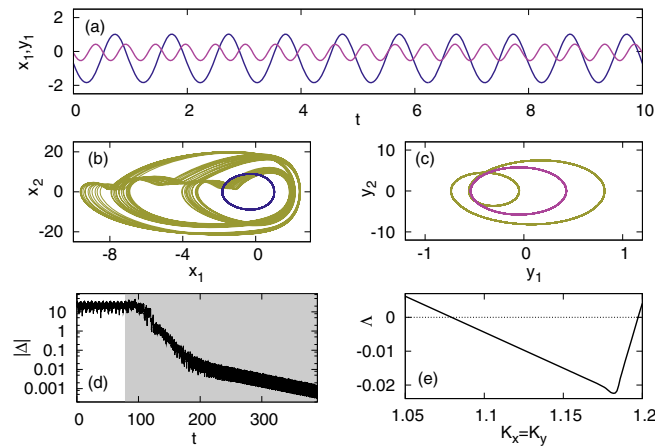 (a)
x₁,y₁
2
0
-2
0 2 4 6 8 10
t
(b)
x₂
20
0
-20
-8 -4 0
x₁
(c)
y₂
10
0
-10
-1 0 1
y₁
(d)
|Δ|
10
1
0.1
0.01
0.001
0 100 200 300
t
(e)
Λ
0
-0.01
-0.02
1.05 1.1 1.15 1.2
Kₓ=Kᵧ